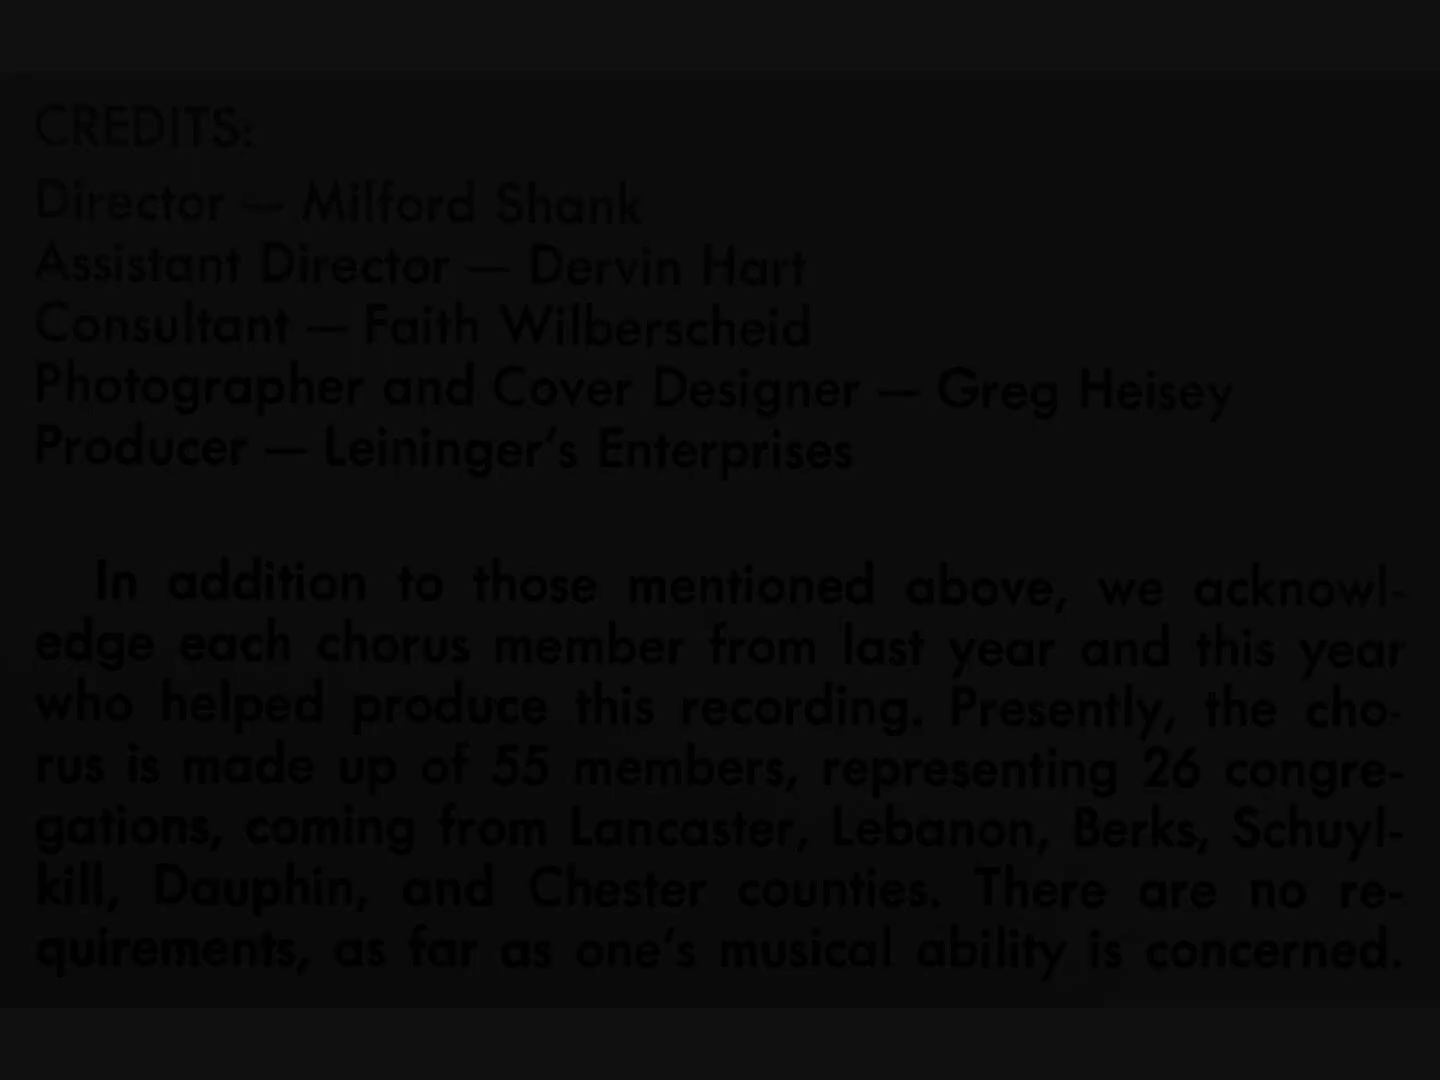 CREDITS:
Director — Milford Shank
Assistant Director — Dervin Hart
Consultant — Faith Wilberscheid
Photographer and Cover Designer — Greg Heisey
Producer — Leininger's Enterprises
In addition to those mentioned above, we acknowl-
edge each chorus member from last year and this year
who helped produce this recording. Presently, the cho-
rus is made up of 55 members, representing 26 congre-
gations, coming from Lancaster, Lebanon, Berks, Schuyl-
kill, Dauphin, and Chester counties. There are no re-
quirements, as far as one's musical ability is concerned.